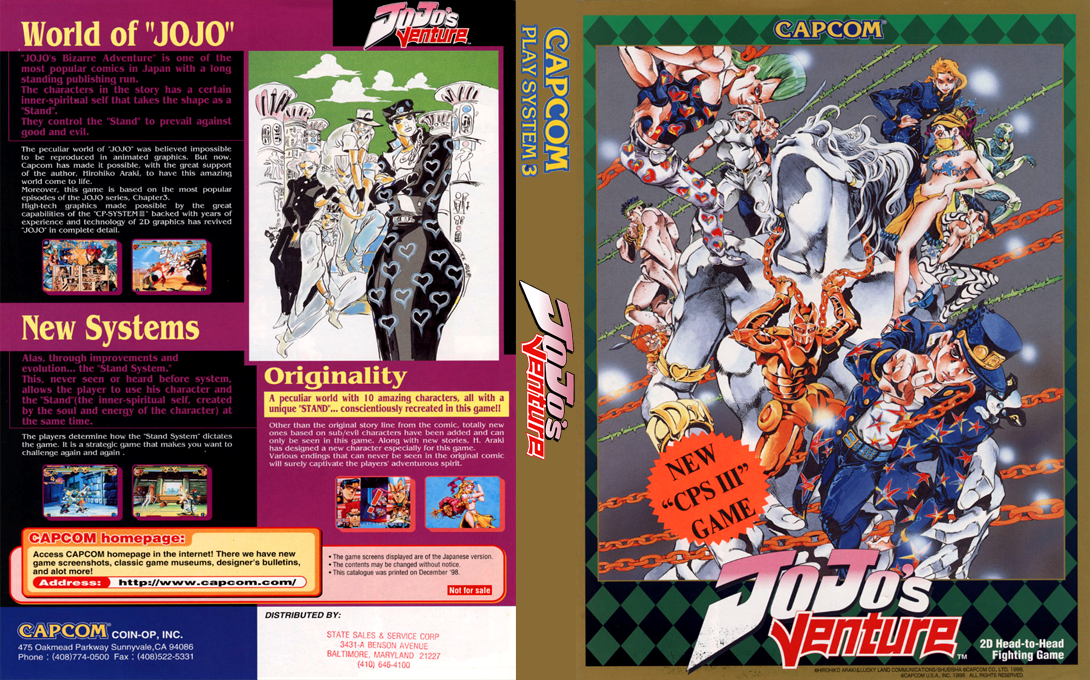 World of "JOJO"
JoJo's
Venture
TM
"JOJO's Bizarre Adventure" is one of the
most popular comics in Japan with a long
standing publishing run.
The characters in the story has a certain
inner-spiritual self that takes the shape as a
"Stand".
They control the "Stand" to prevail against
good and evil.
The peculiar world of "JOJO" was believed impossible
to be reproduced in animated graphics. But now,
Capcom has made it possible, with the great support
of the author, Hirohiko Araki, to have this amazing
world come to life.
Moreover, this game is based on the most popular
episodes of the JOJO series, Chapter3.
High-tech graphics made possible by the great
capabilities of the "CP-SYSTEM III" backed with years of
experience and technology of 2D graphics has revived
"JOJO" in complete detail.
New Systems
Alas, through improvements and
evolution... the "Stand System."
This, never seen or heard before system,
allows the player to use his character and
the "Stand"(the inner-spiritual self, created
by the soul and energy of the character) at
the same time.
The players determine how the "Stand System" dictates
the game. It is a strategic game that makes you want to
challenge again and again .
Originality
A peculiar world with 10 amazing characters, all with a
unique "STAND"... conscientiously recreated in this game!!
Other than the original story line from the comic, totally new
ones based on sub/evil characters have been added and can
only be seen in this game. Along with new stories, H. Araki
has designed a new character especially for this game.
Various endings that can never be seen in the original comic
will surely captivate the players' adventurous spirit.
CAPCOM homepage:
Access CAPCOM homepage in the internet! There we have new
game screenshots, classic game museums, designer's bulletins,
and alot more!
Address: http://www.capcom.com/
• The game screens displayed are of the Japanese version.
• The contents may be changed without notice.
• This catalogue was printed on December '98.
Not for sale
CAPCOM COIN-OP, INC.
475 Oakmead Parkway Sunnyvale,CA 94086
Phone : (408)774-0500 Fax : (408)522-5331
DISTRIBUTED BY:
STATE SALES & SERVICE CORP
3431-A BENSON AVENUE
BALTIMORE, MARYLAND 21227
(410) 646-4100
CAPCOM
PLAY SYSTEM 3
JoJo's
Venture
CAPCOM
NEW
"CPS III"
GAME
JoJo's
Venture
TM
2D Head-to-Head
Fighting Game
©HIROHIKO ARAKI&LUCKY LAND COMMUNICATIONS/SHUEISHA ©CAPCOM CO., LTD. 1998,
©CAPCOM U.S.A., INC. 1998 ALL RIGHTS RESERVED.